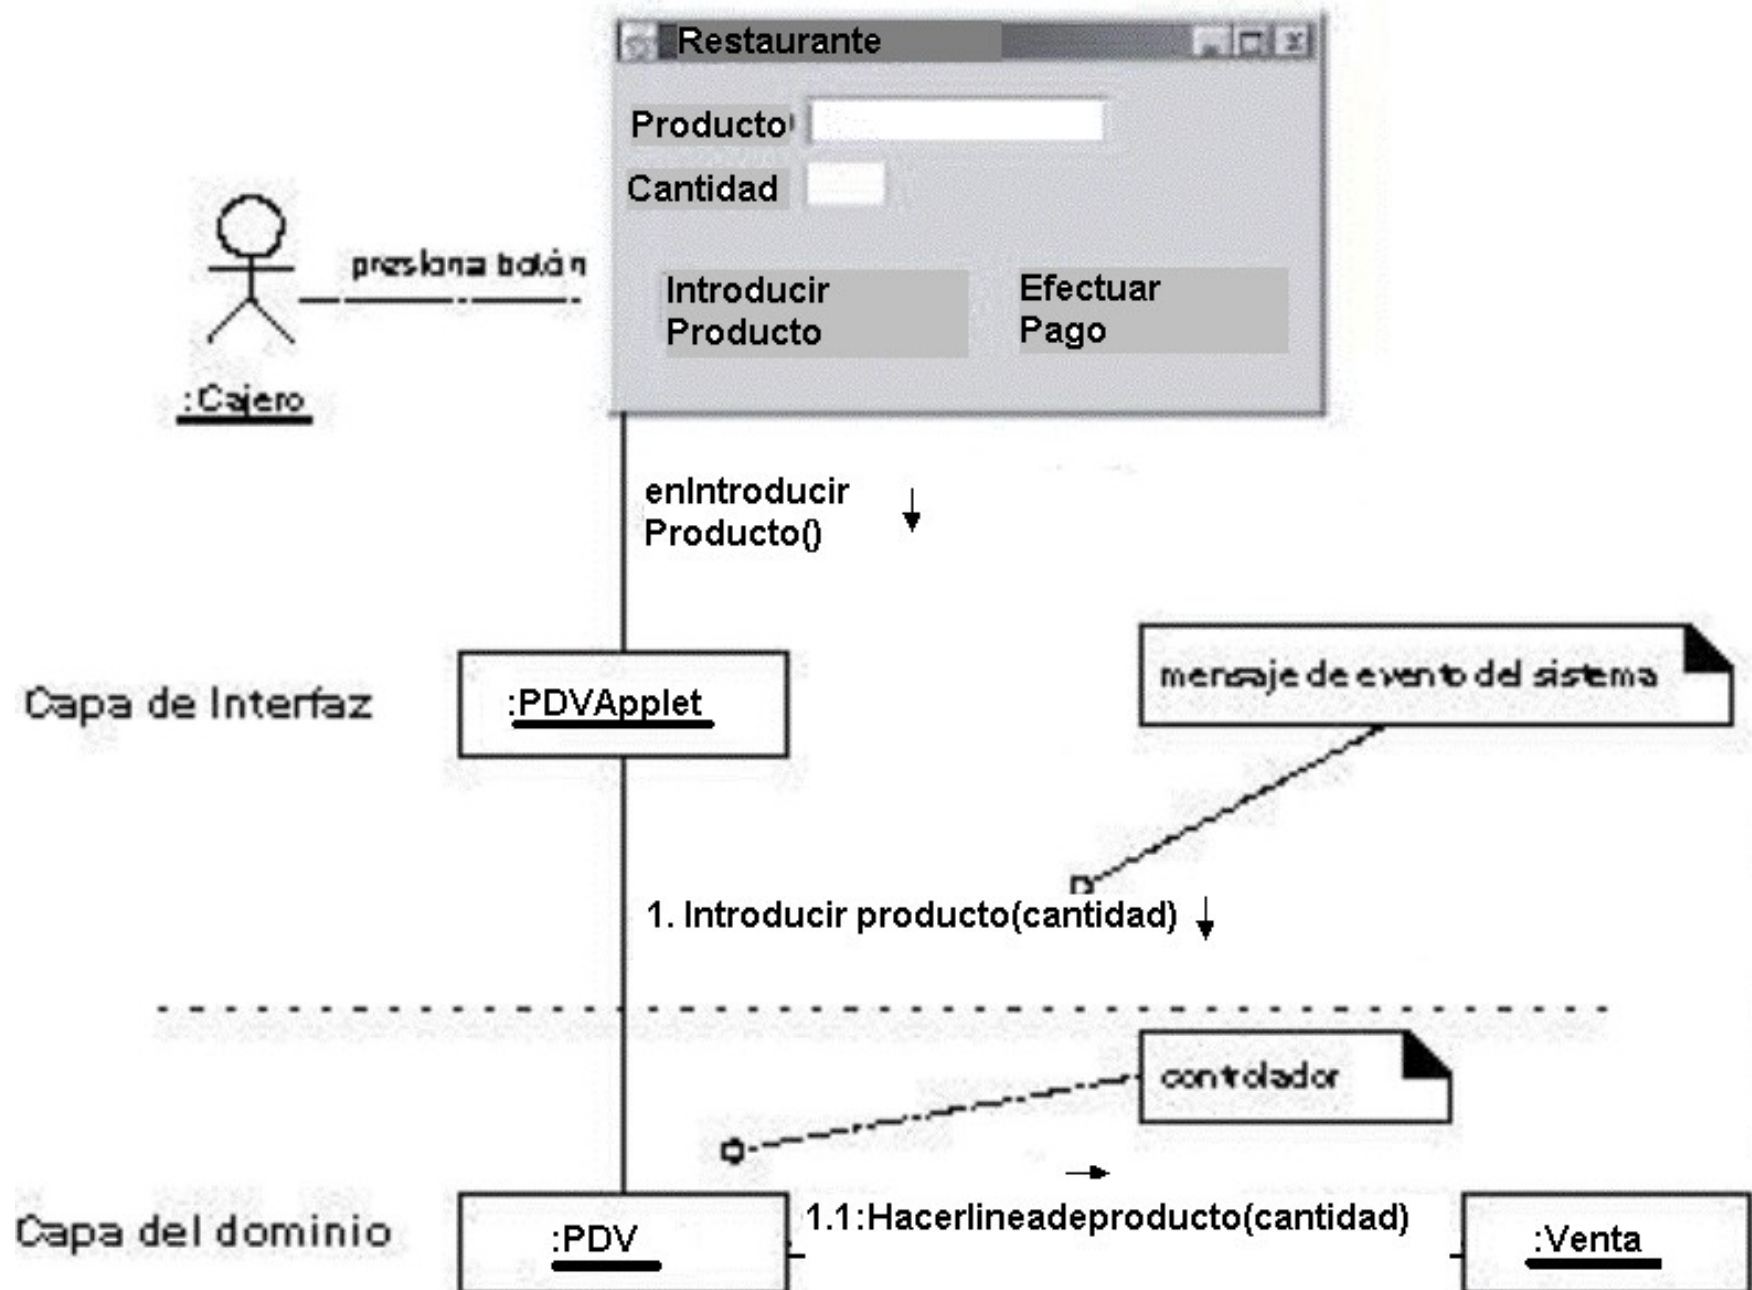 Restaurante
Producto
Cantidad
presiona botón
Introducir
Producto
Efectuar
Pago
:Cajero
enIntroducir
Producto()
mensaje de evento del sistema
Capa de Interfaz
:PDVApplet
1. Introducir producto(cantidad)
controlador
Capa del dominio
:PDV
1.1:Hacerlineadeproducto(cantidad)
:Venta